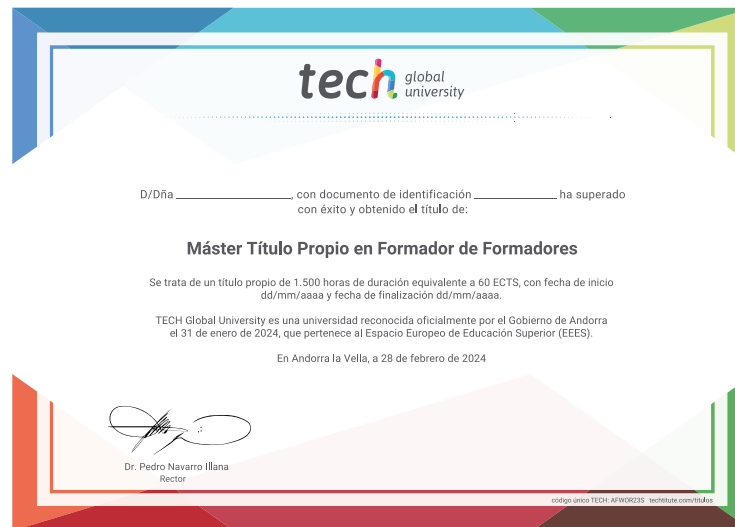 tech global university
D/Dña ______________, con documento de identificación __________ ha superado
con éxito y obtenido el título de:
Máster Título Propio en Formador de Formadores
Se trata de un título propio de 1.500 horas de duración equivalente a 60 ECTS, con fecha de inicio
dd/mm/aaaa y fecha de finalización dd/mm/aaaa.
TECH Global University es una universidad reconocida oficialmente por el Gobierno de Andorra
el 31 de enero de 2024, que pertenece al Espacio Europeo de Educación Superior (EEES).
En Andorra la Vella, a 28 de febrero de 2024
Dr. Pedro Navarro Illana
Rector
código único TECH: AFWOR23S techtitute.com/titulos